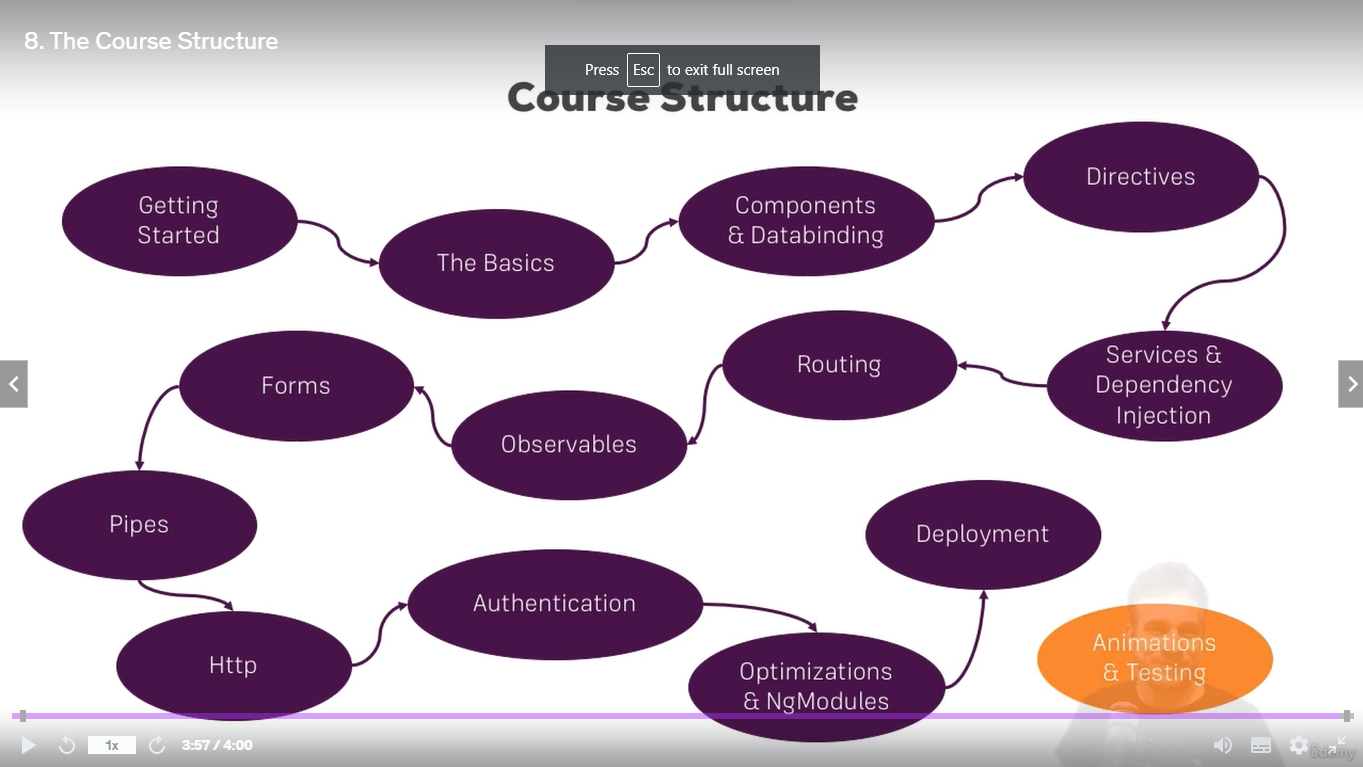 8. The Course Structure
Press Esc to exit full screen
Course Structure
Getting
Started
The Basics
Components
& Databinding
Directives
Services &
Dependency
Injection
Routing
Observables
Forms
Pipes
Http
Authentication
Optimizations
& NgModules
Deployment
Animations
& Testing
1x
3:57 / 4:00
Udemy